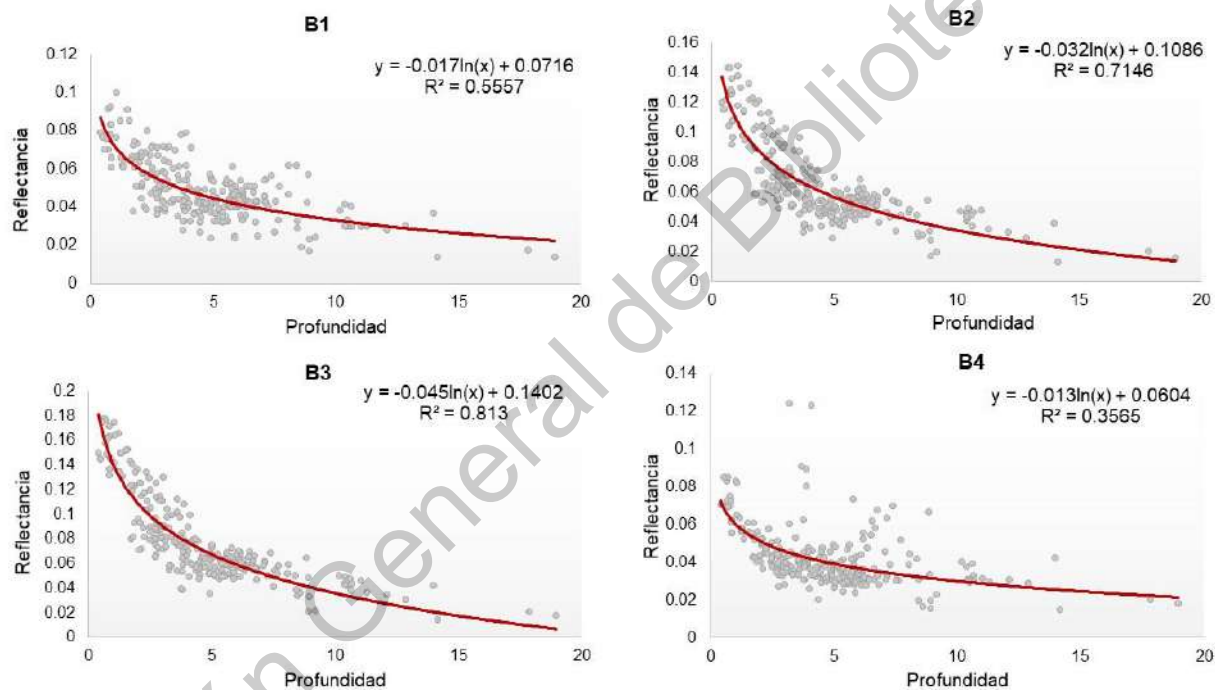 B1
y = -0.017ln(x) + 0.0716
R² = 0.5557
Reflectancia
0.12
0.1
0.08
0.06
0.04
0.02
0
0 5 10 15 20
Profundidad
B2
y = -0.032ln(x) + 0.1086
R² = 0.7146
Reflectancia
0.16
0.14
0.12
0.1
0.08
0.06
0.04
0.02
0
0 5 10 15 20
Profundidad
B3
y = -0.045ln(x) + 0.1402
R² = 0.813
Reflectancia
0.2
0.18
0.16
0.14
0.12
0.1
0.08
0.06
0.04
0.02
0
0 5 10 15 20
Profundidad
B4
y = -0.013ln(x) + 0.0604
R² = 0.3565
Reflectancia
0.14
0.12
0.1
0.08
0.06
0.04
0.02
0
0 5 10 15 20
Profundidad
General de